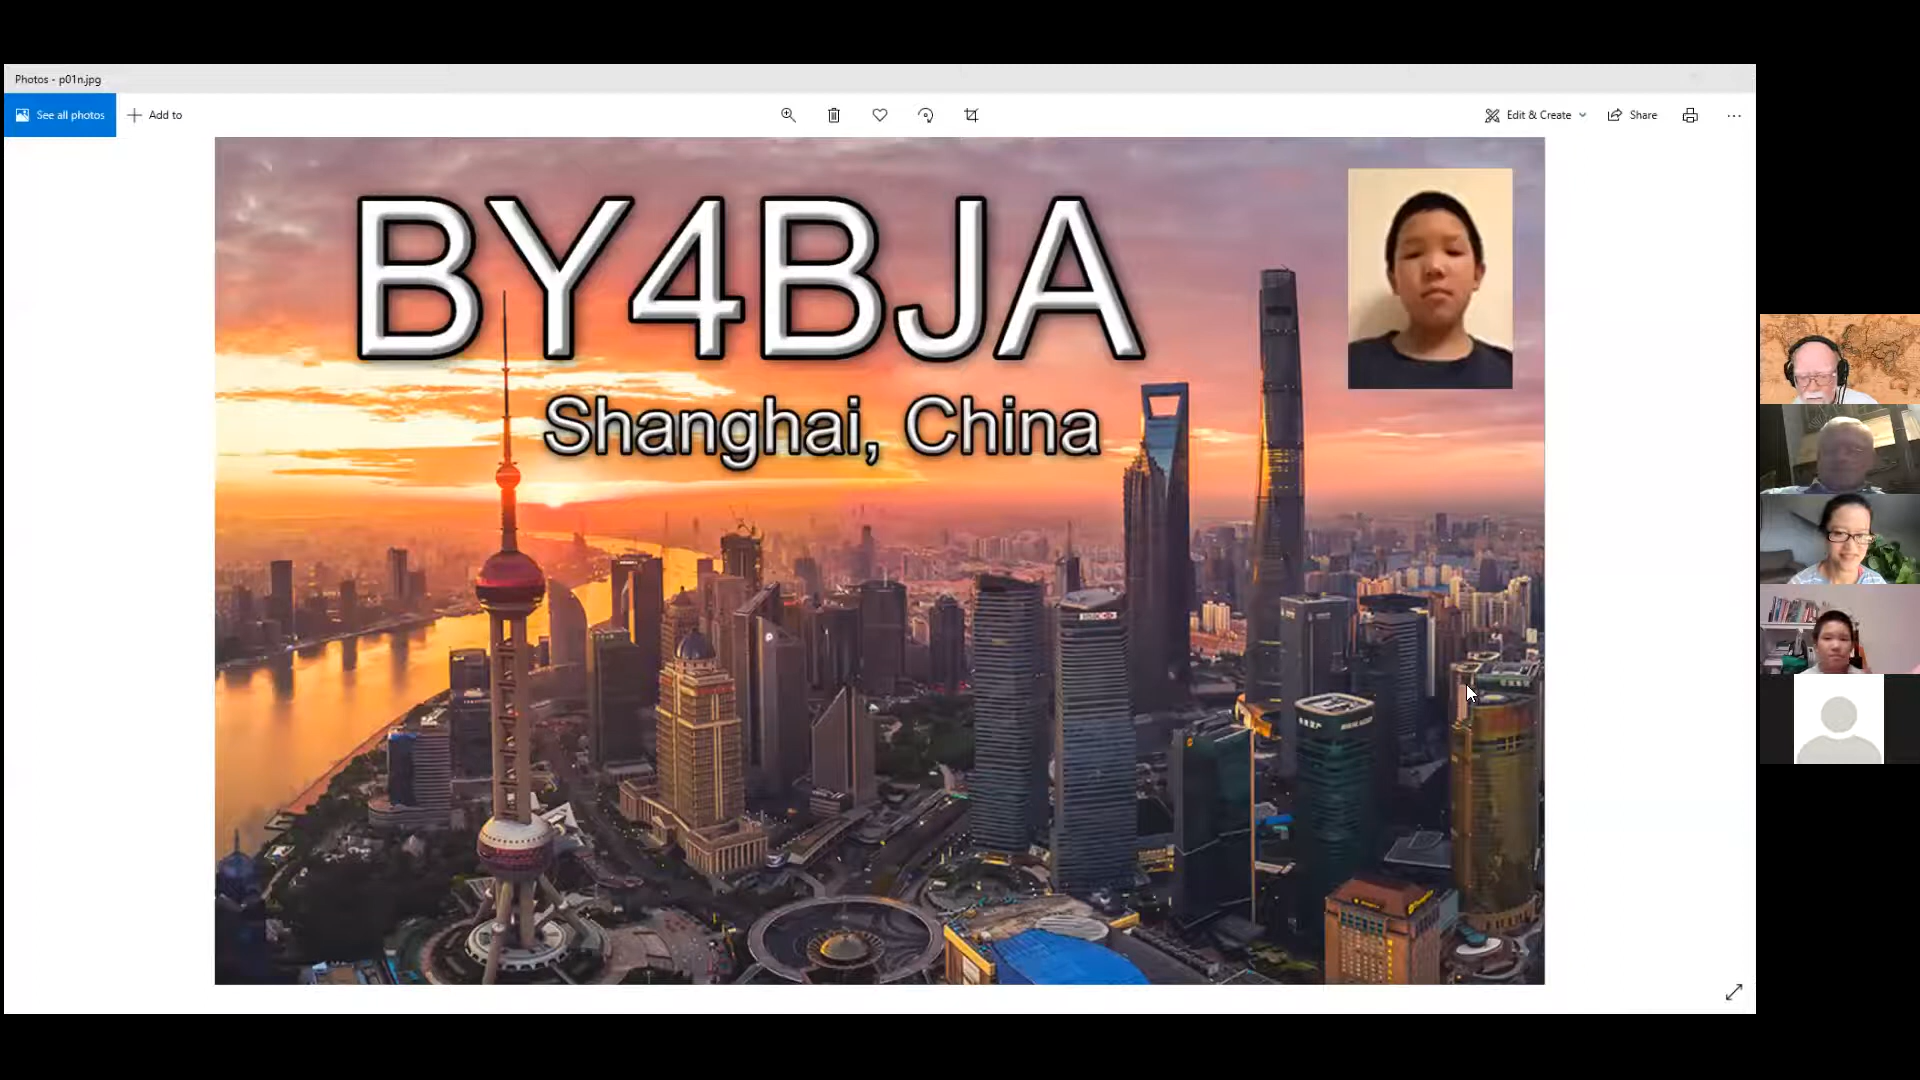 Photos - p01n.jpg
See all photos
Add to
Edit & Create
Share
BY4BJA
Shanghai, China